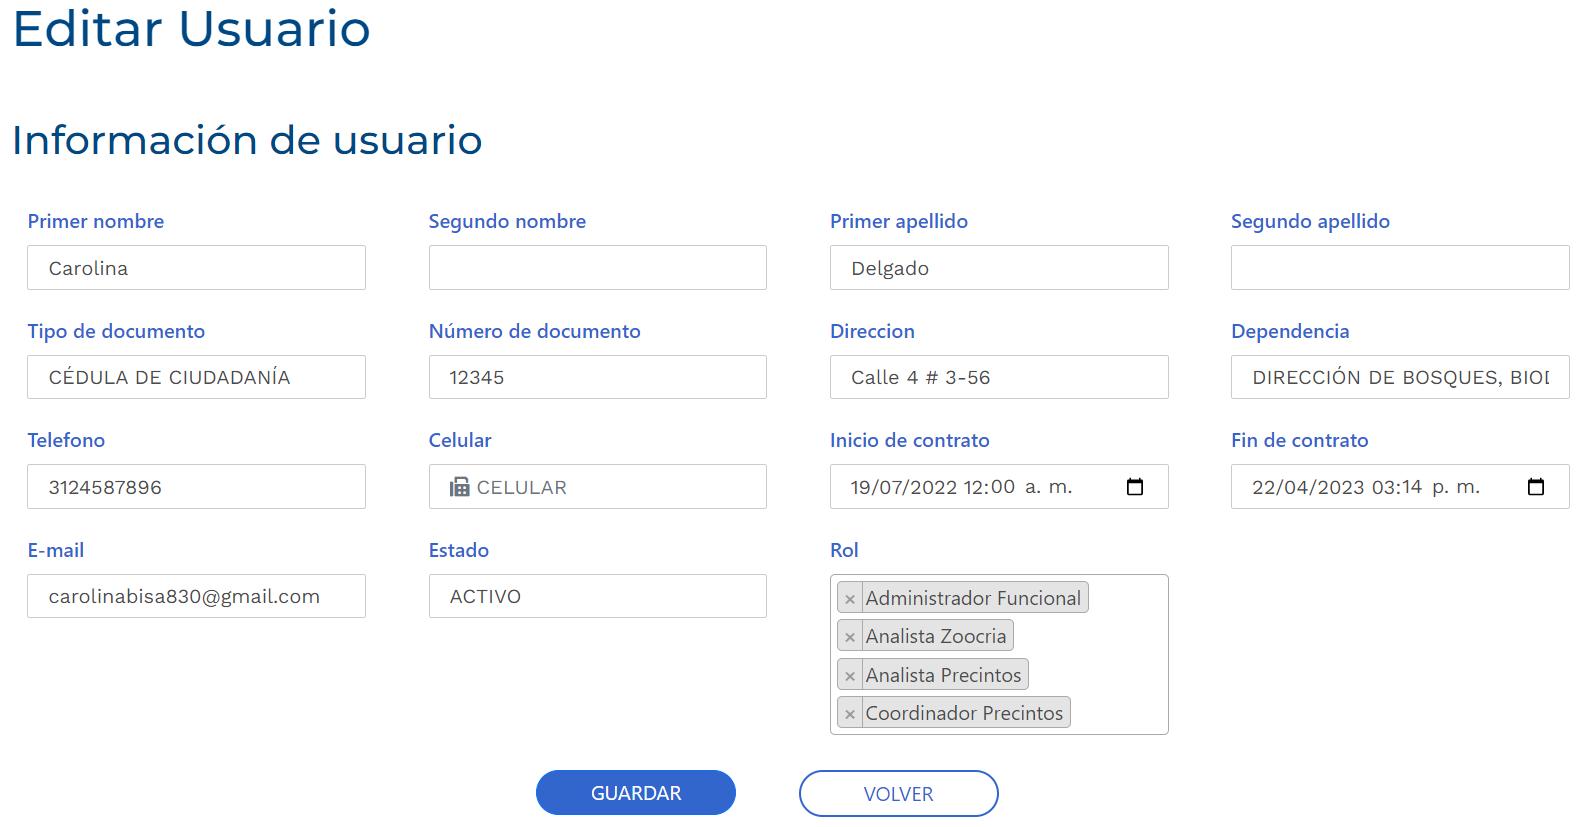 Editar Usuario
Información de usuario
Primer nombre
Segundo nombre
Primer apellido
Segundo apellido
Carolina
Delgado
Tipo de documento
Número de documento
Direccion
Dependencia
CÉDULA DE CIUDADANÍA
12345
Calle 4 # 3-56
DIRECCIÓN DE BOSQUES, BIOD
Telefono
Celular
Inicio de contrato
Fin de contrato
3124587896
CELULAR
19/07/2022 12:00 a. m.
22/04/2023 03:14 p. m.
E-mail
Estado
Rol
carolinabisa830@gmail.com
ACTIVO
× Administrador Funcional
× Analista Zoocria
× Analista Precintos
× Coordinador Precintos
GUARDAR
VOLVER